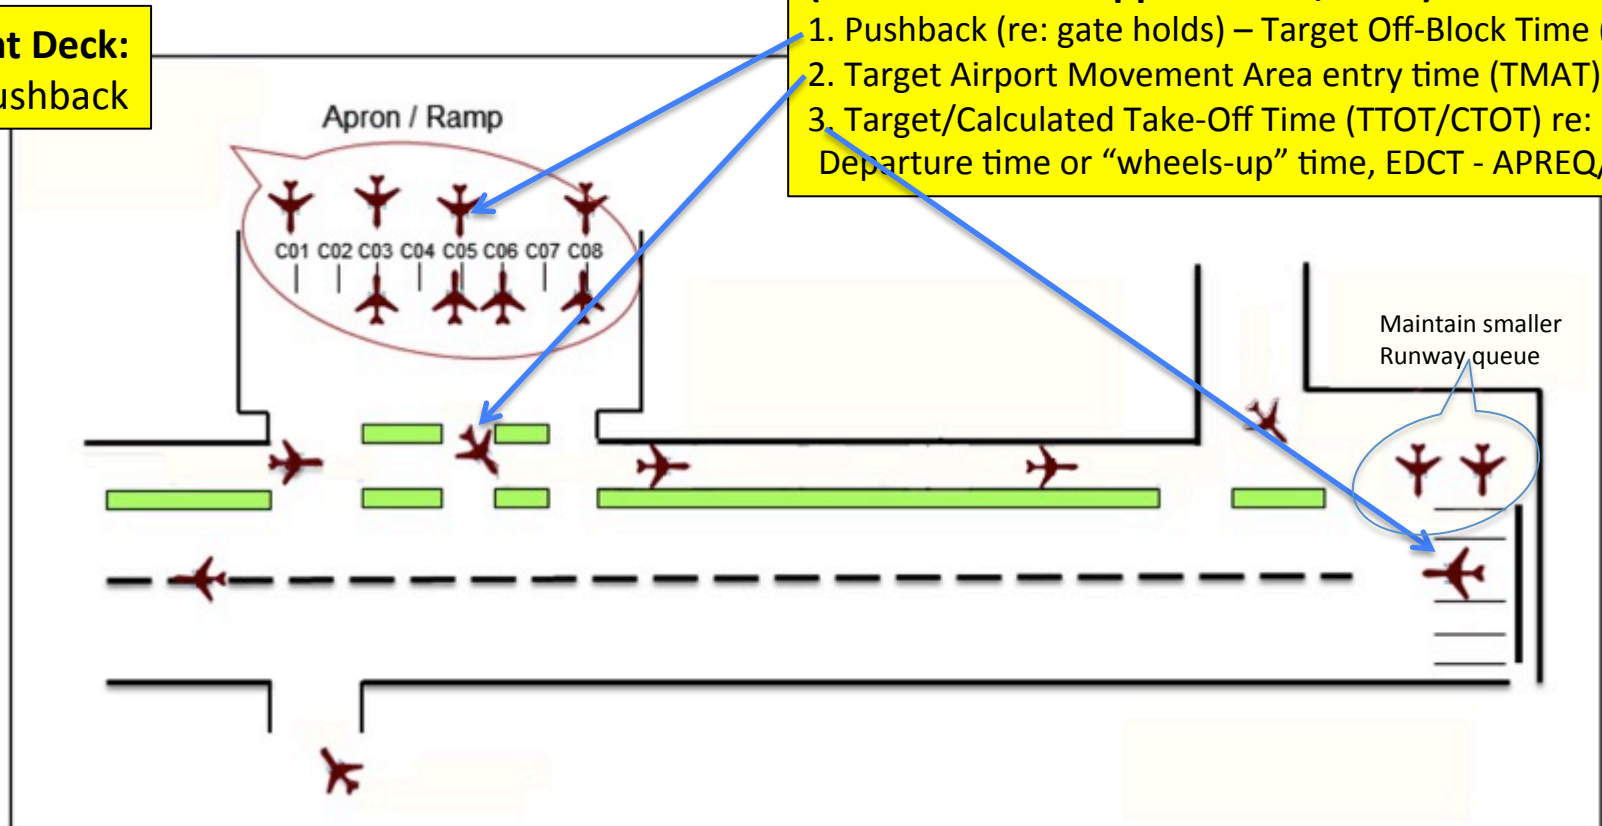 t Deck:
ushback
1. Pushback (re: gate holds) – Target Off-Block Time (
2. Target Airport Movement Area entry time (TMAT)
3. Target/Calculated Take-Off Time (TTOT/CTOT) re:
Departure time or “wheels-up” time, EDCT - APREQ/
Apron / Ramp
C01 C02 C03 C04 C05 C06 C07 C08
Maintain smaller
Runway queue